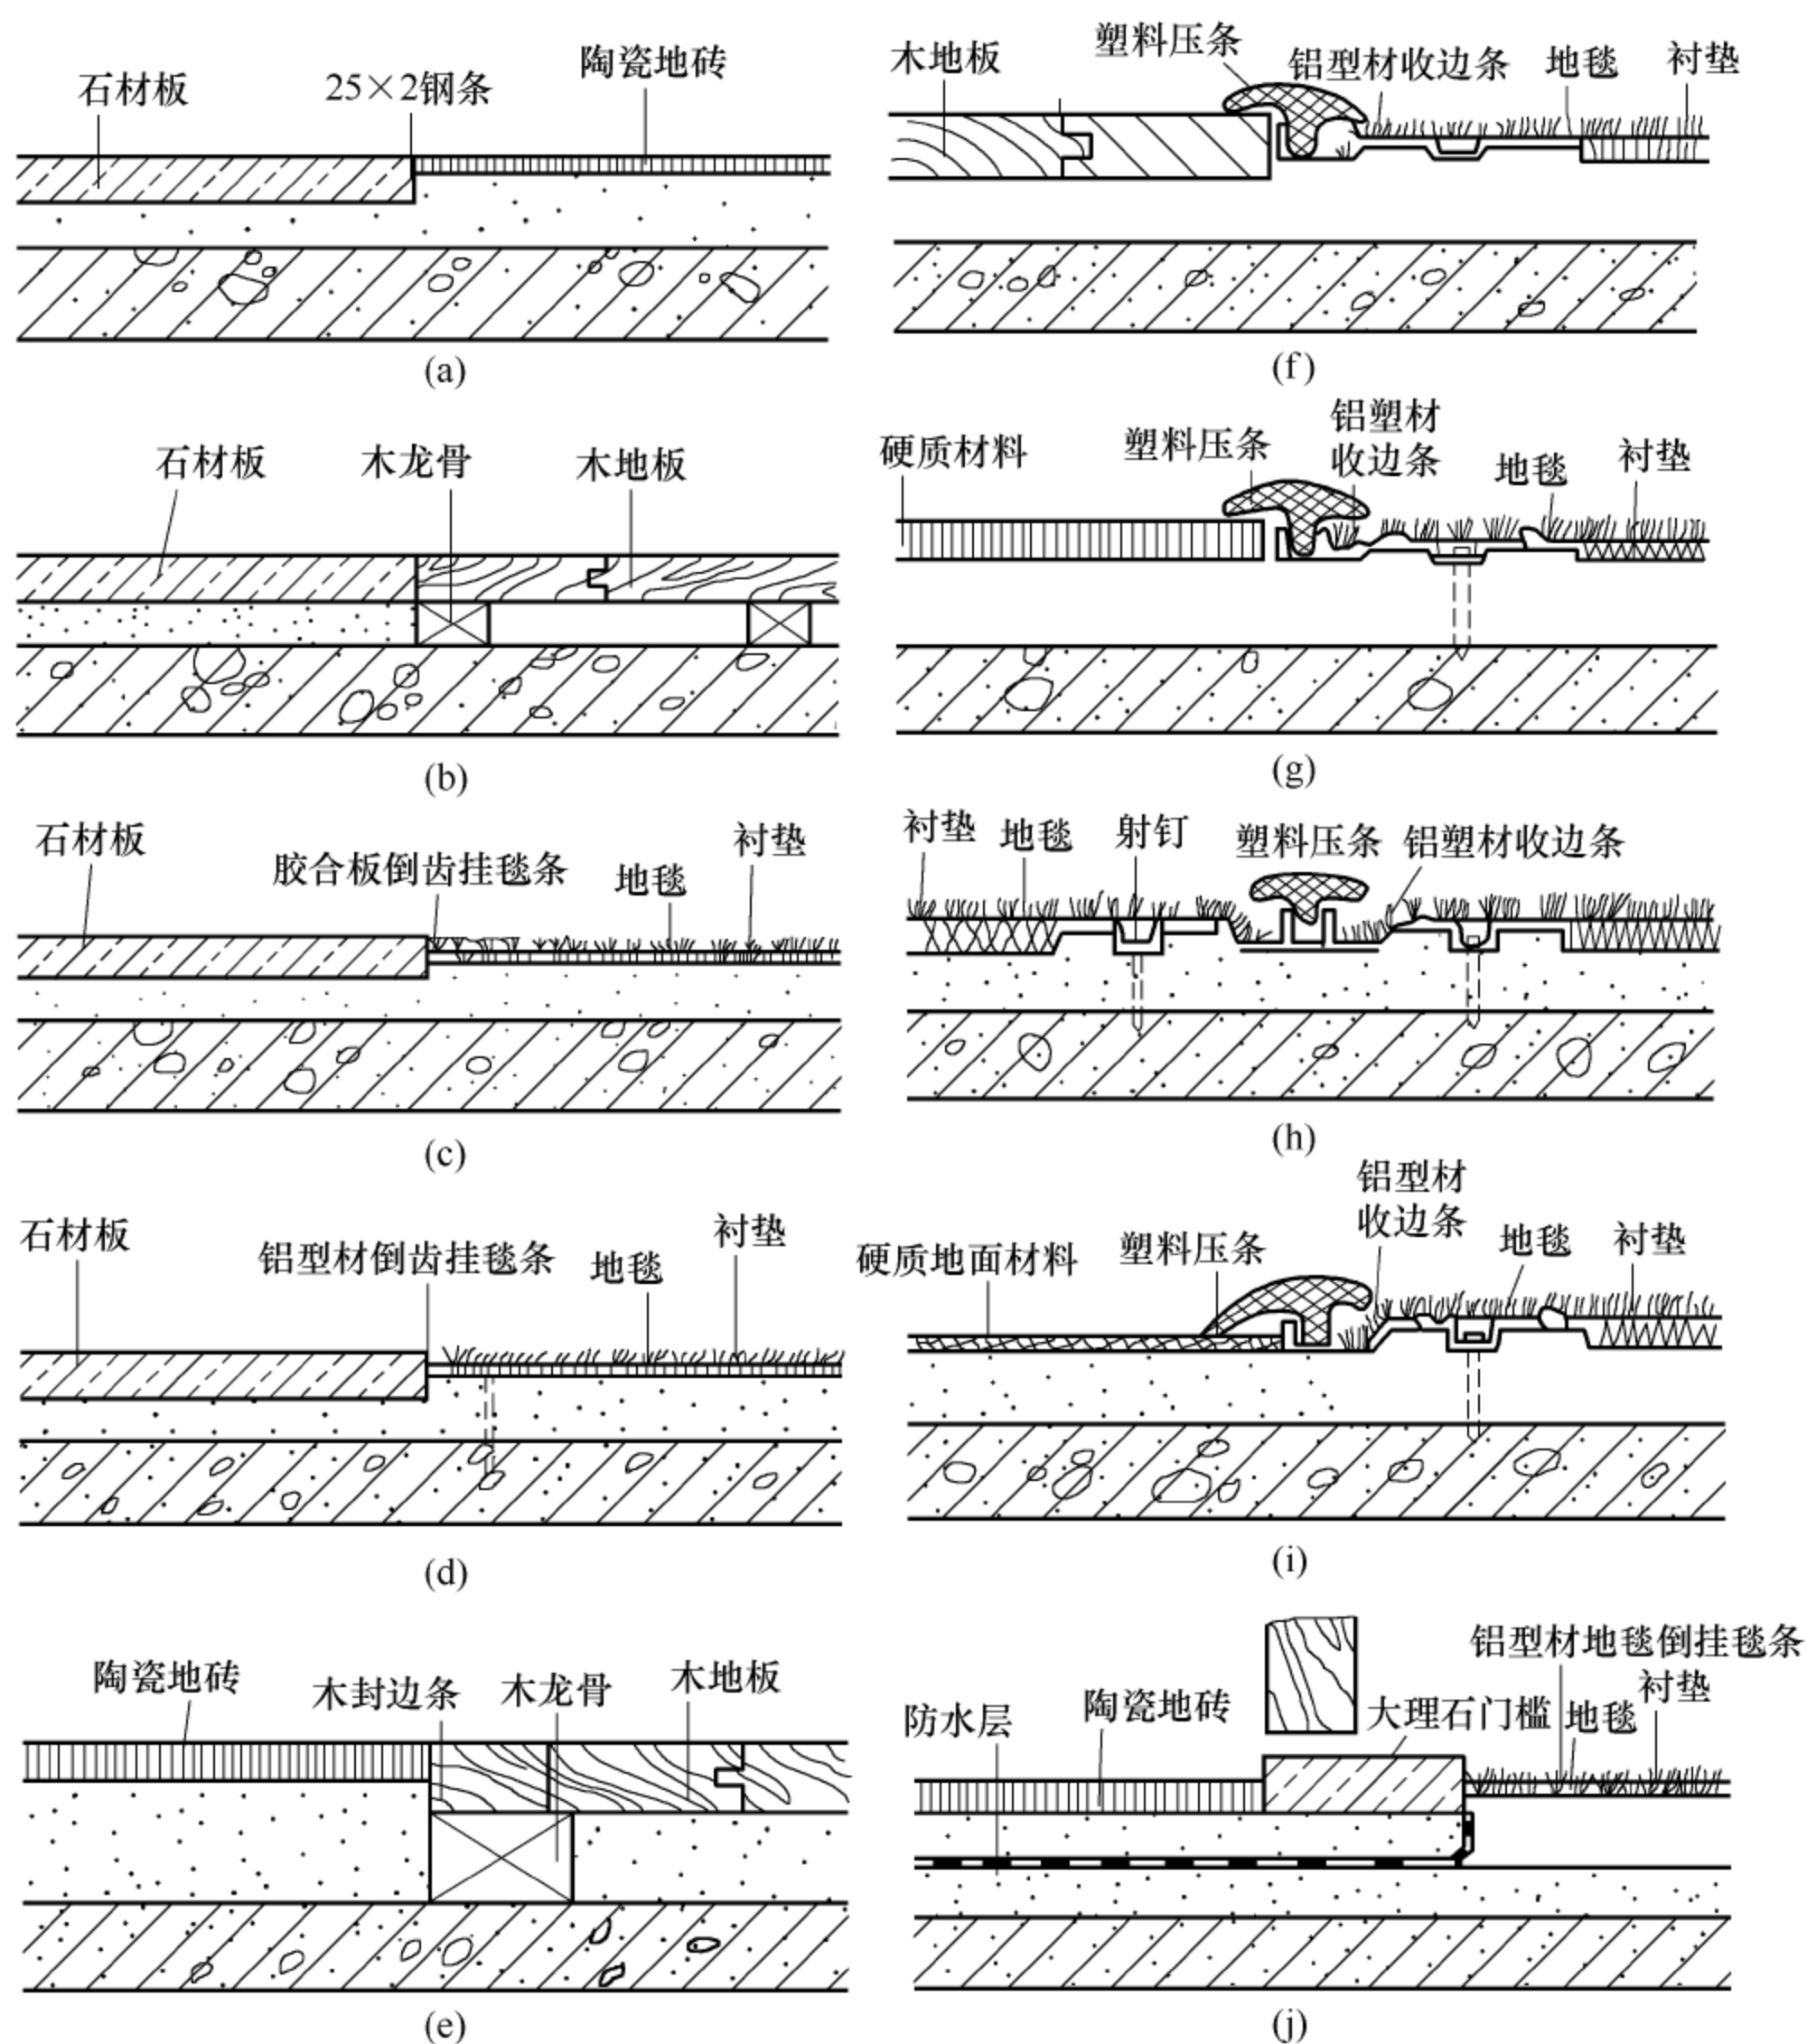 石材板
25×2钢条
陶瓷地砖
(a)
石材板
木龙骨
木地板
(b)
石材板
胶合板倒齿挂毯条
地毯
衬垫
(c)
石材板
铝型材倒齿挂毯条
地毯
衬垫
(d)
陶瓷地砖
木封边条
木龙骨
木地板
(e)
木地板
塑料压条
铝型材收边条
地毯
衬垫
(f)
硬质材料
塑料压条
铝塑材
收边条
地毯
衬垫
(g)
衬垫
地毯
射钉
塑料压条
铝塑材收边条
(h)
硬质地面材料
塑料压条
铝型材
收边条
地毯
衬垫
(i)
防水层
陶瓷地砖
大理石门槛
铝型材地毯倒挂毯条
地毯
衬垫
(j)